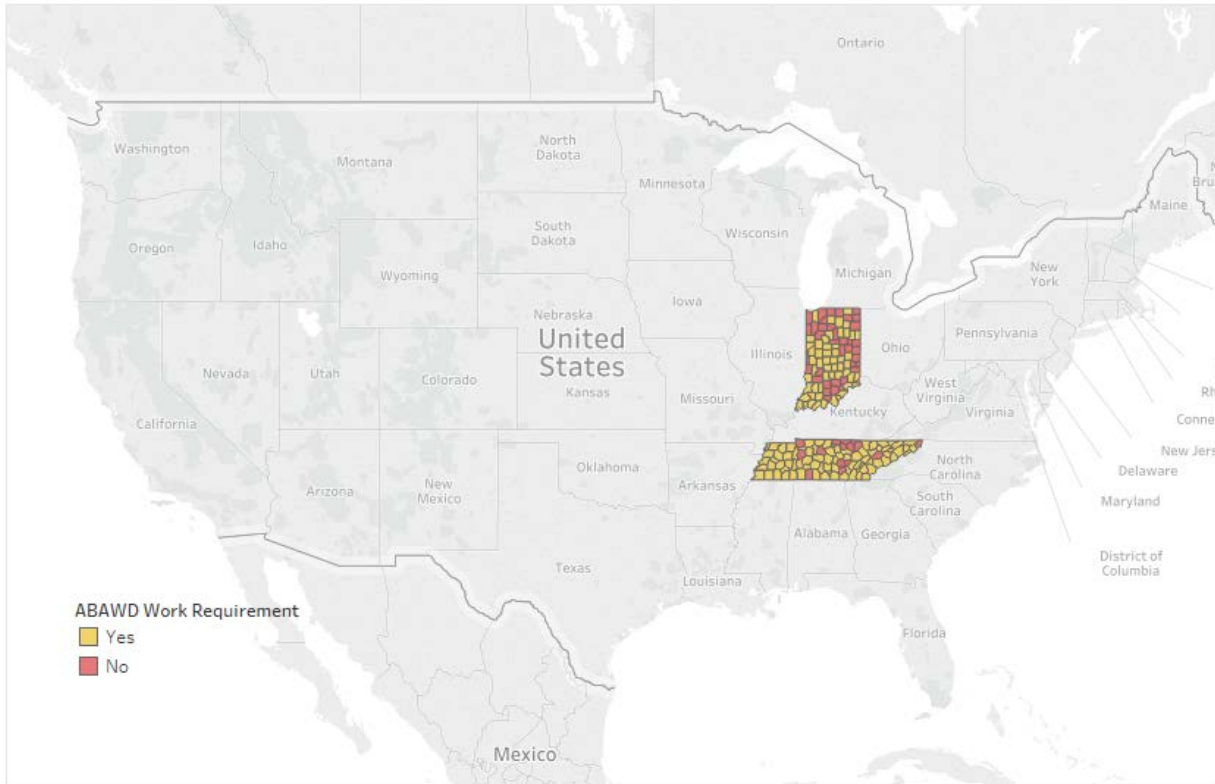 Ontario
Washington
Montana
North
Dakota
Minnesota
Bru
Maine
Oregon
Idaho
South
Dakota
Wisconsin
Wyoming
Michigan
New
York
Iowa
Nebraska
United
States
Illinois
Ohio
Pennsylvania
Nevada
Utah
Colorado
Kansas
Missouri
West
Virginia
Virginia
Rh
Kentucky
Conne
California
New Jers
Oklahoma
North
Carolina
Delaware
Arizona
New
Mexico
Arkansas
South
Carolina
Maryland
Alabama
Georgia
District of
Columbia
Texas
Louisiana
ABAWD Work Requirement
Yes
No
Florida
Mexico